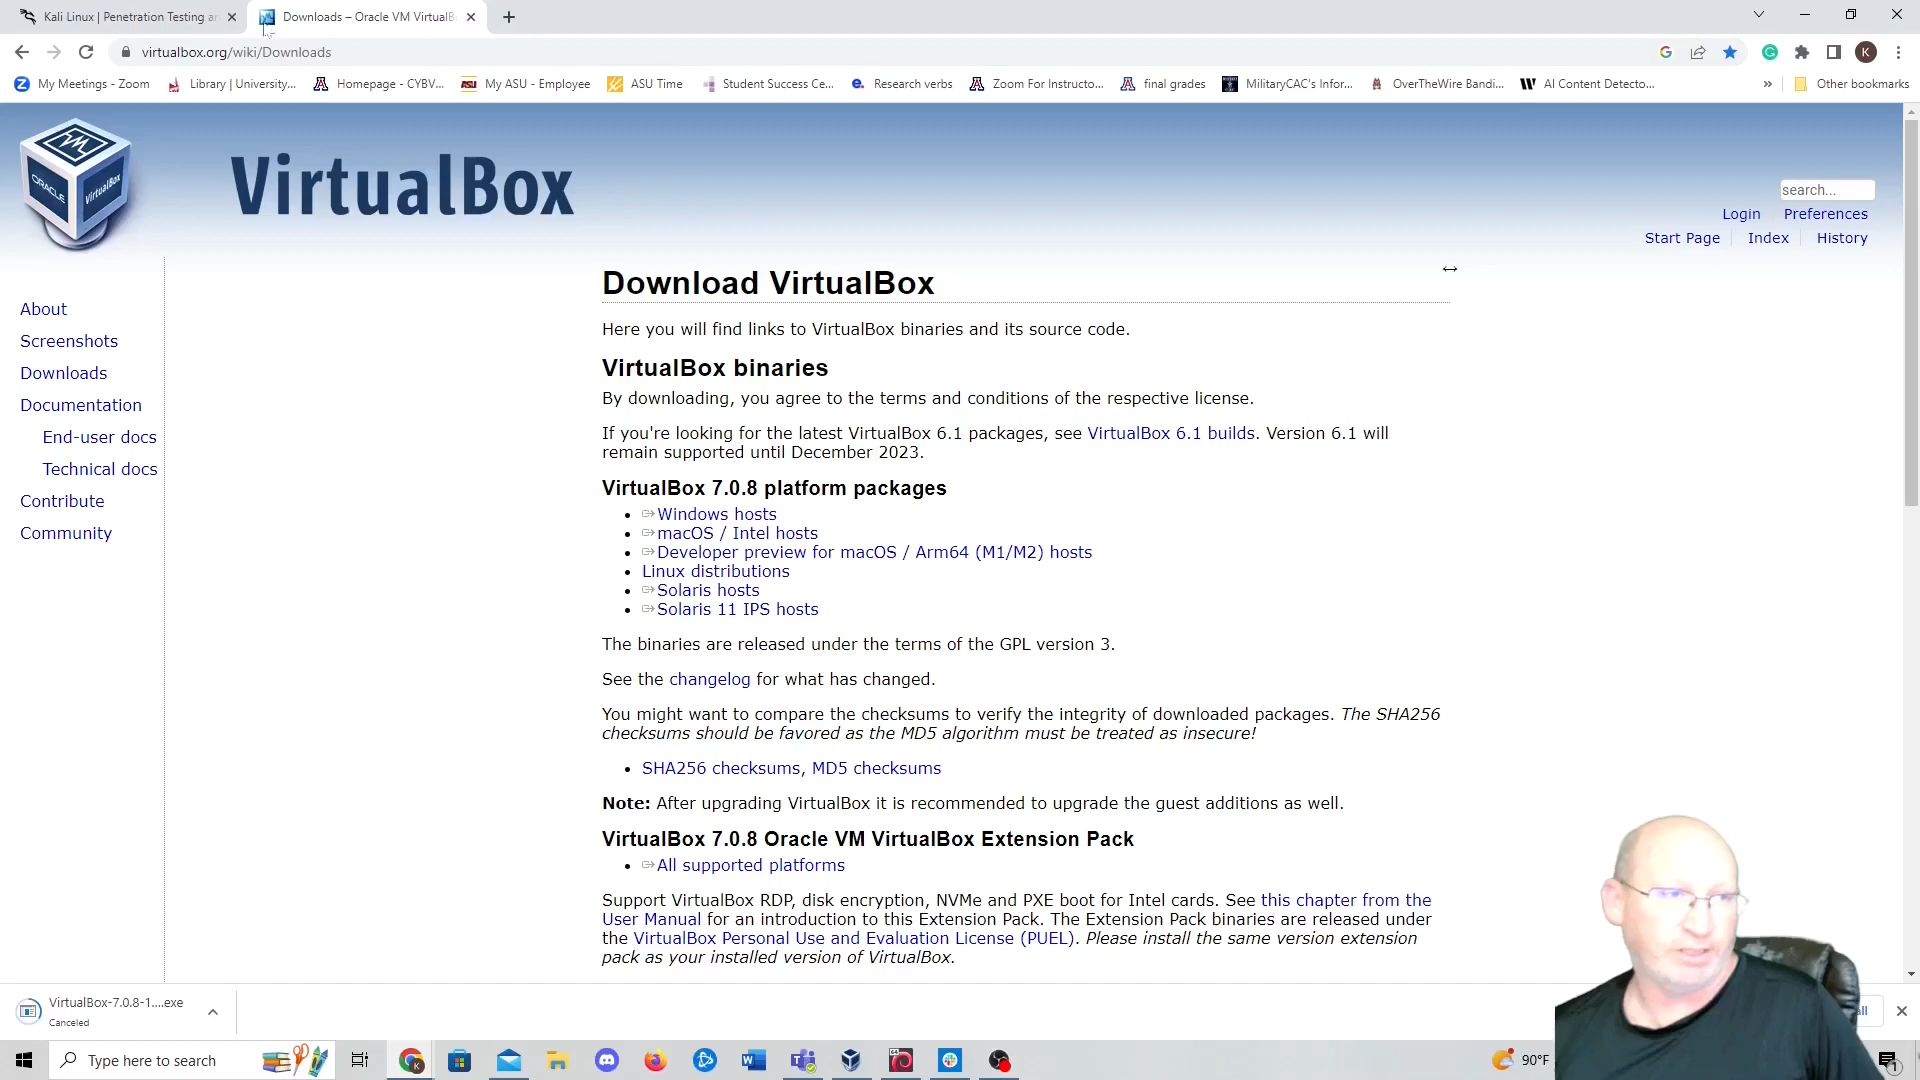 Kali Linux | Penetration Testing an
Downloads – Oracle VM VirtualB
virtualbox.org/wiki/Downloads
My Meetings - Zoom
Library | University...
Homepage - CYBV...
My ASU - Employee
ASU Time
Student Success Ce...
Research verbs
Zoom For Instructo...
final grades
MilitaryCAC's Infor...
OverTheWire Bandi...
AI Content Detecto...
»
Other bookmarks
K
ORACLE
VirtualBox
VirtualBox
search...
Login Preferences
Start Page Index History
About
Screenshots
Downloads
Documentation
End-user docs
Technical docs
Contribute
Community
Download VirtualBox
Here you will find links to VirtualBox binaries and its source code.
VirtualBox binaries
By downloading, you agree to the terms and conditions of the respective license.
If you're looking for the latest VirtualBox 6.1 packages, see VirtualBox 6.1 builds. Version 6.1 will
remain supported until December 2023.
VirtualBox 7.0.8 platform packages
• Windows hosts
• macOS / Intel hosts
• Developer preview for macOS / Arm64 (M1/M2) hosts
• Linux distributions
• Solaris hosts
• Solaris 11 IPS hosts
The binaries are released under the terms of the GPL version 3.
See the changelog for what has changed.
You might want to compare the checksums to verify the integrity of downloaded packages. The SHA256
checksums should be favored as the MD5 algorithm must be treated as insecure!
• SHA256 checksums, MD5 checksums
Note: After upgrading VirtualBox it is recommended to upgrade the guest additions as well.
VirtualBox 7.0.8 Oracle VM VirtualBox Extension Pack
• All supported platforms
Support VirtualBox RDP, disk encryption, NVMe and PXE boot for Intel cards. See this chapter from the
User Manual for an introduction to this Extension Pack. The Extension Pack binaries are released under
the VirtualBox Personal Use and Evaluation License (PUEL). Please install the same version extension
pack as your installed version of VirtualBox.
VirtualBox-7.0.8-1....exe
Canceled
all
Type here to search
90°F
1